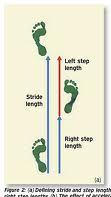 Left step
length
Stride
length
Right step
length
(a)
Figure 2: (a) Defining stride and step length
right step lengths. (b) The effect of acceler